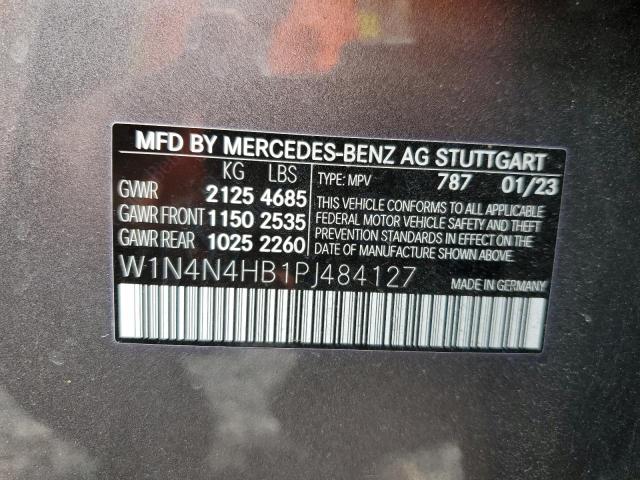 MFD BY MERCEDES-BENZ AG STUTTGART
KG LBS
GVWR 2125 4685
GAWR FRONT 1150 2535
GAWR REAR 1025 2260
TYPE: MPV 787 01/23
THIS VEHICLE CONFORMS TO ALL APPLICABLE
FEDERAL MOTOR VEHICLE SAFETY AND THEFT
PREVENTION STANDARDS IN EFFECT ON THE
DATE OF MANUFACTURE SHOWN ABOVE.
W1N4N4HB1PJ484127
MADE IN GERMANY